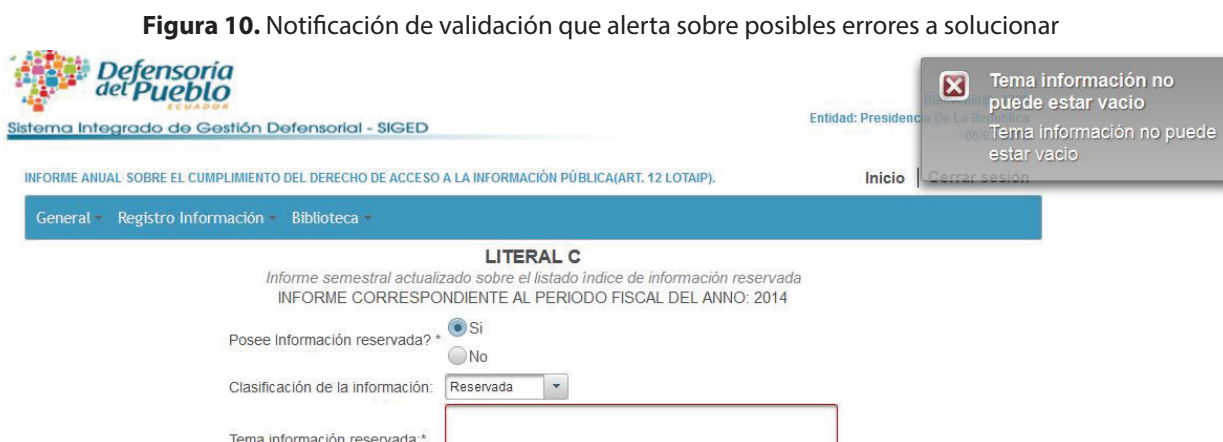 Figura 10. Notificación de validación que alerta sobre posibles errores a solucionar
Defensoría
del Pueblo
ECUADOR
Sistema Integrado de Gestión Defensorial - SIGED
Entidad: Presidencia De La República
Tema información no
puede estar vacio
Tema información no puede
estar vacio
INFORME ANUAL SOBRE EL CUMPLIMIENTO DEL DERECHO DE ACCESO A LA INFORMACIÓN PÚBLICA(ART. 12 LOTAIP).
Inicio | Cerrar sesión
General Registro Información Biblioteca
LITERAL C
Informe semestral actualizado sobre el listado índice de información reservada
INFORME CORRESPONDIENTE AL PERIODO FISCAL DEL ANNO: 2014
Posee Información reservada? *
Si
No
Clasificación de la información: Reservada
Tema información reservada:*